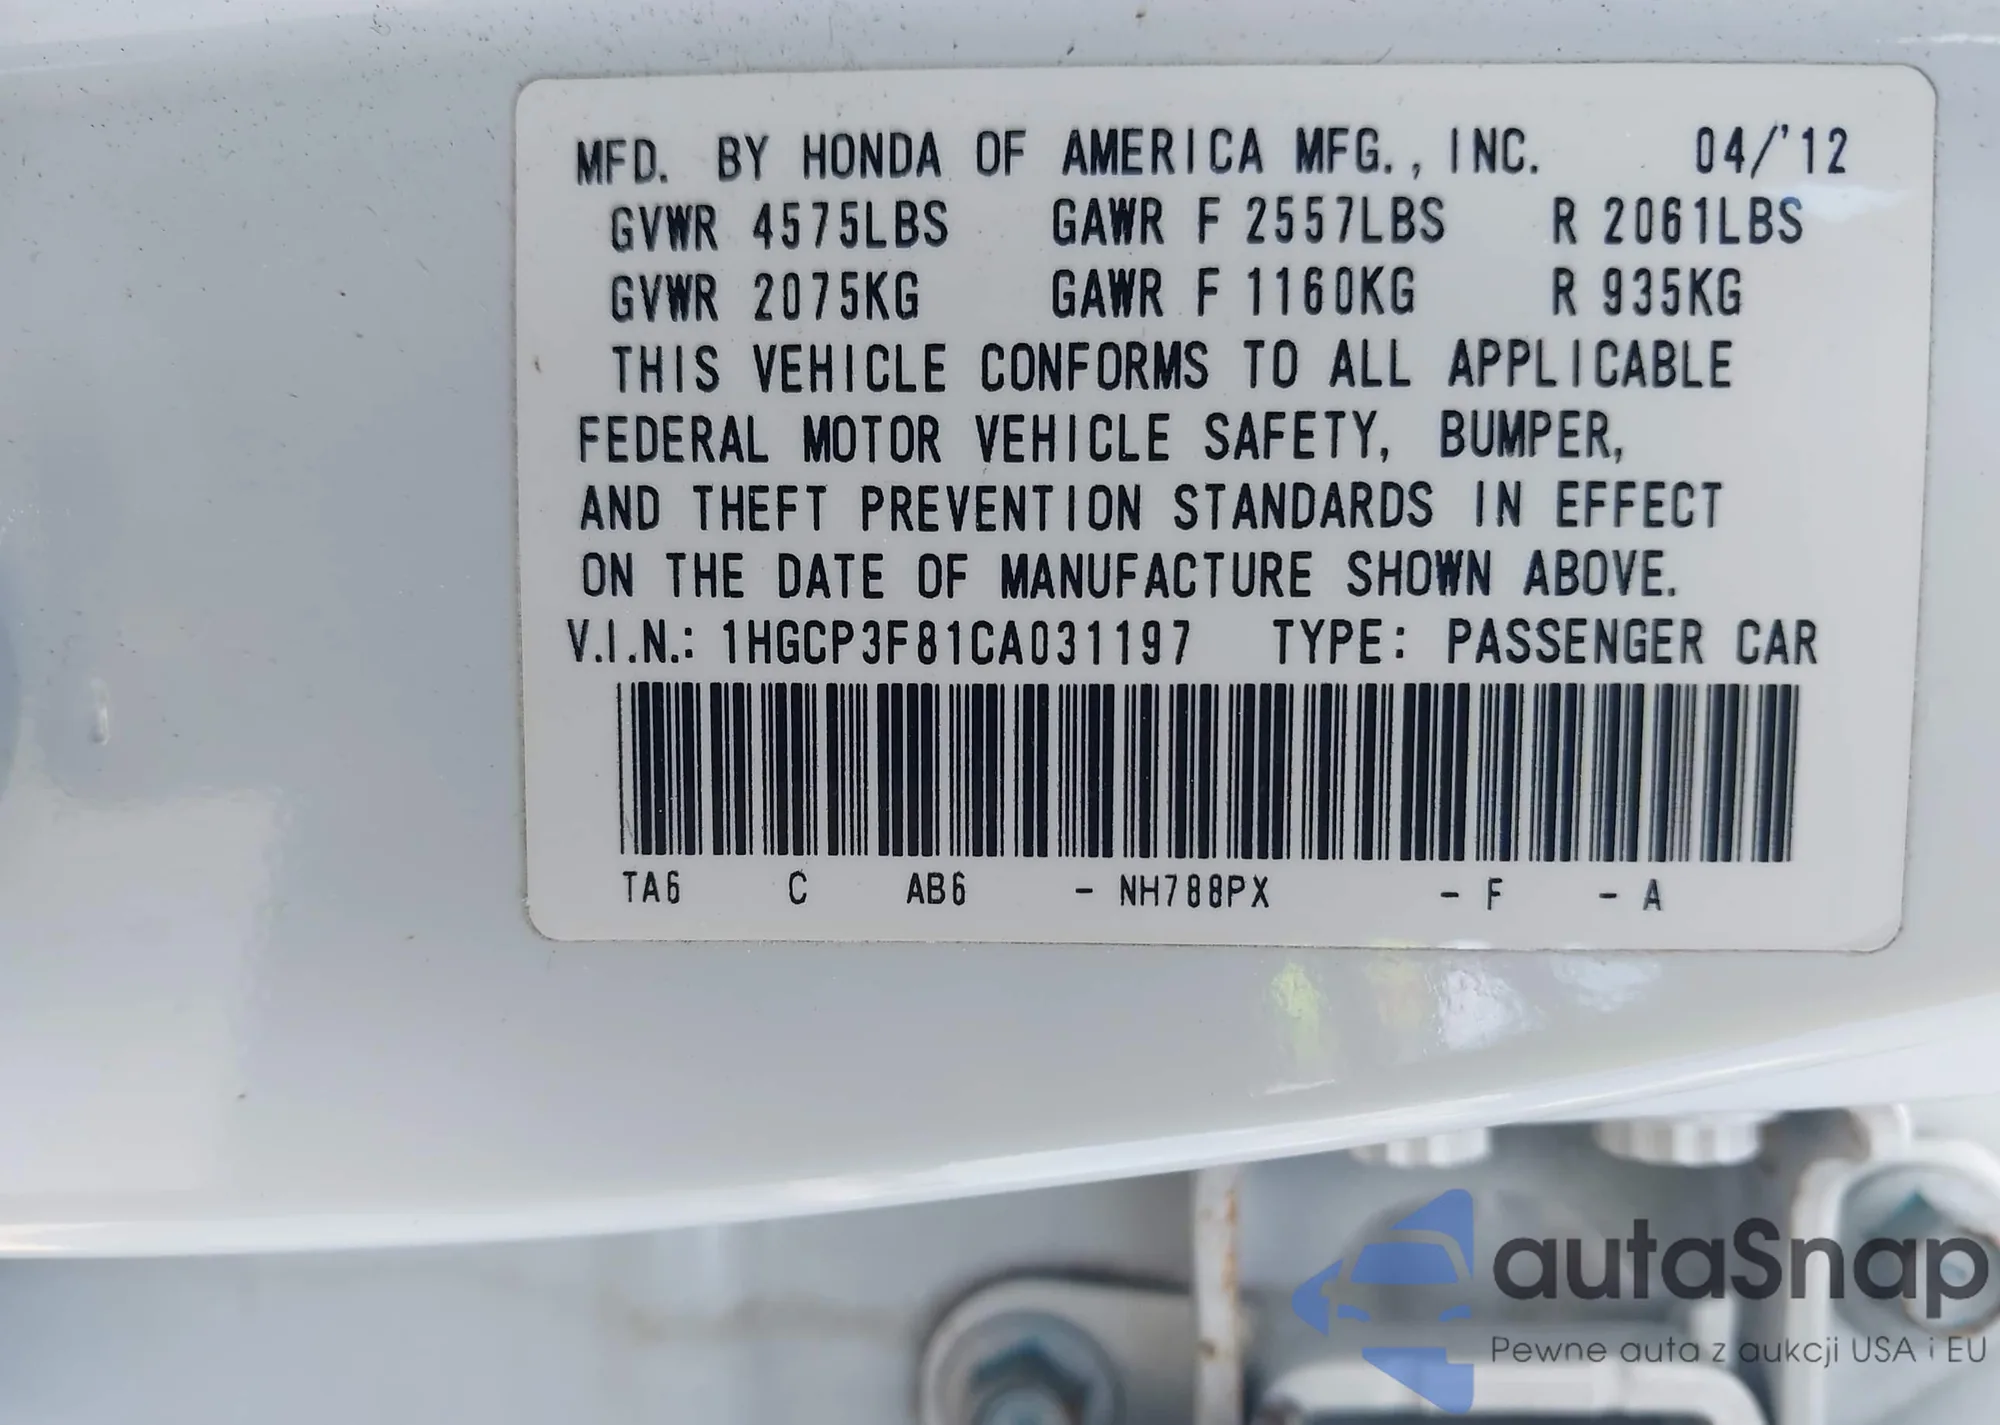 MFD. BY HONDA OF AMERICA MFG., INC. 04/'12
GVWR 4575LBS GAWR F 2557LBS R 2061LBS
GVWR 2075KG GAWR F 1160KG R 935KG
THIS VEHICLE CONFORMS TO ALL APPLICABLE
FEDERAL MOTOR VEHICLE SAFETY, BUMPER,
AND THEFT PREVENTION STANDARDS IN EFFECT
ON THE DATE OF MANUFACTURE SHOWN ABOVE.
V.I.N.: 1HGCP3F81CA031197 TYPE: PASSENGER CAR
TA6 C AB6 - NH788PX - F - A
autaSnap
Pewne auta z aukcji USA i EU